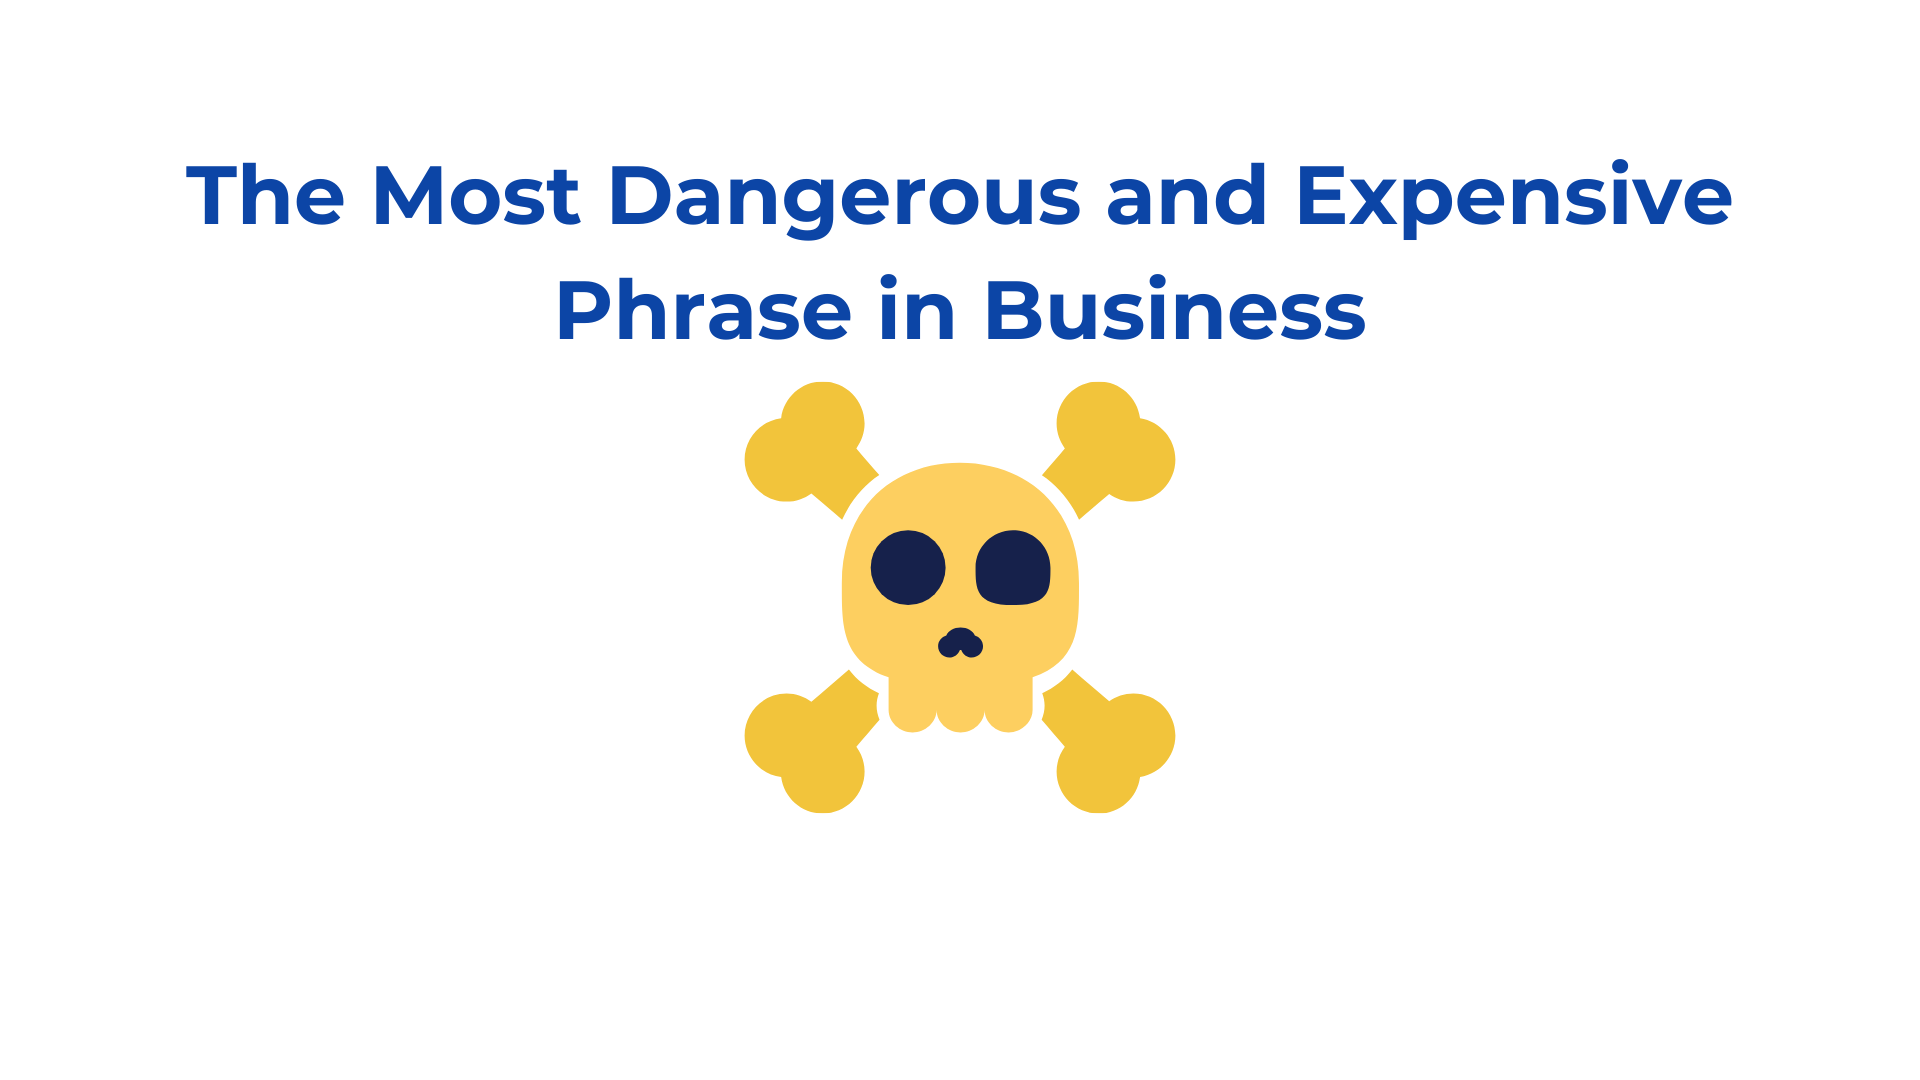 The Most Dangerous and Expensive
Phrase in Business